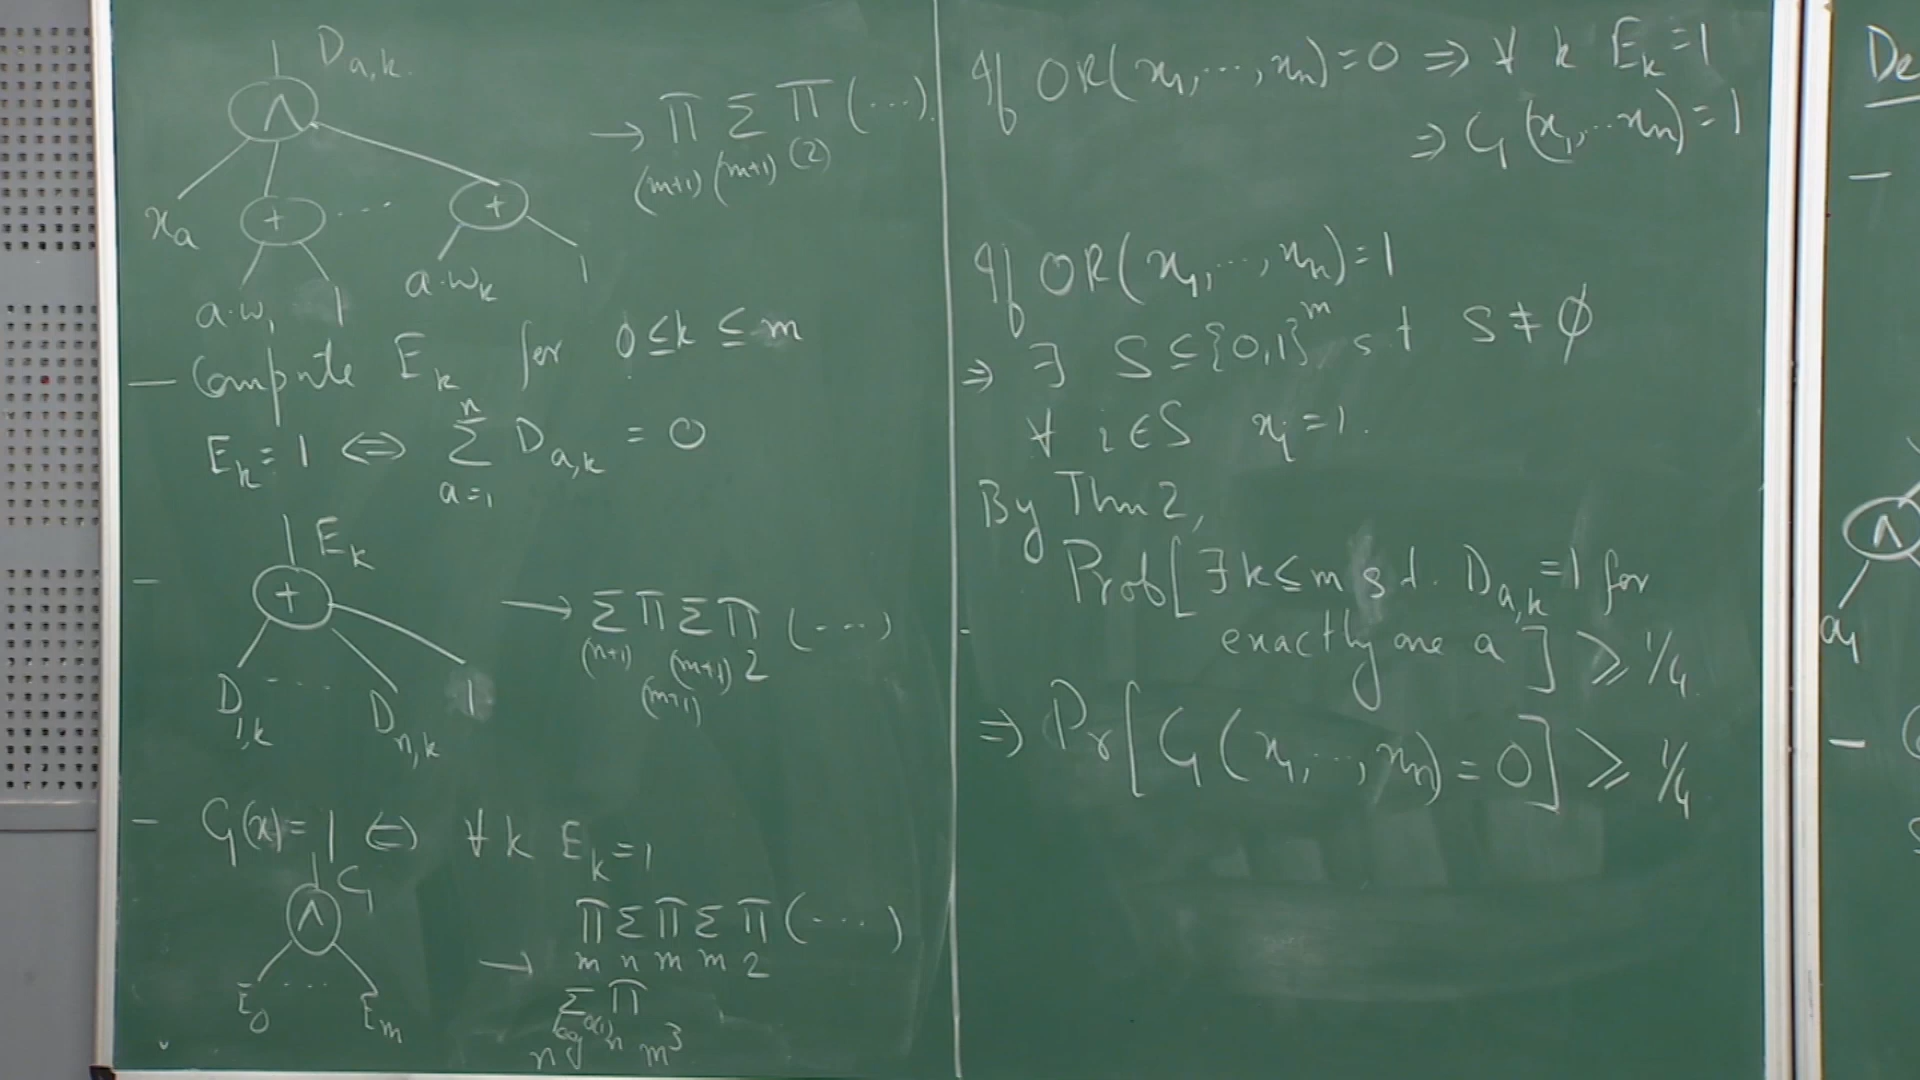 D_{a,k}
∧
→ Π Σ Π (...).
(m+1) (m+1) (2)
x_a + .... +
a·w_1 1 a·w_k 1
— Compute E_k for 0 ≤ k ≤ m
E_k = 1 ⇔ Σ_{a=1}^{n} D_{a,k} = 0
— E_k
+ → Σ Π Σ Π (....)
(n+1) (m+1) (m+1) 2
D_{1,k} .... D_{n,k} 1
— G(x) = 1 ⇔ ∀ k E_k = 1
G
∧
→ Π Σ Π Σ Π (....)
m n m m 2
E_0 .... E_m
Σ Π
n^{log^{O(1)} n} m^3
If OR(x_1, ..., x_n) = 0 ⇒ ∀ k E_k = 1
⇒ G(x_1, ... x_n) = 1
If OR(x_1, ..., x_n) = 1
⇒ ∃ S ⊆ {0,1}^m s t S ≠ ∅
∀ i ∈ S x_i = 1.
By Thm 2,
Prob[∃ k ≤ m s.t. D_{a,k} = 1 for
exactly one a] ≥ 1/4
⇒ Pr[G(x_1, ..., x_n) = 0] ≥ 1/4
—
∧
a_1
—